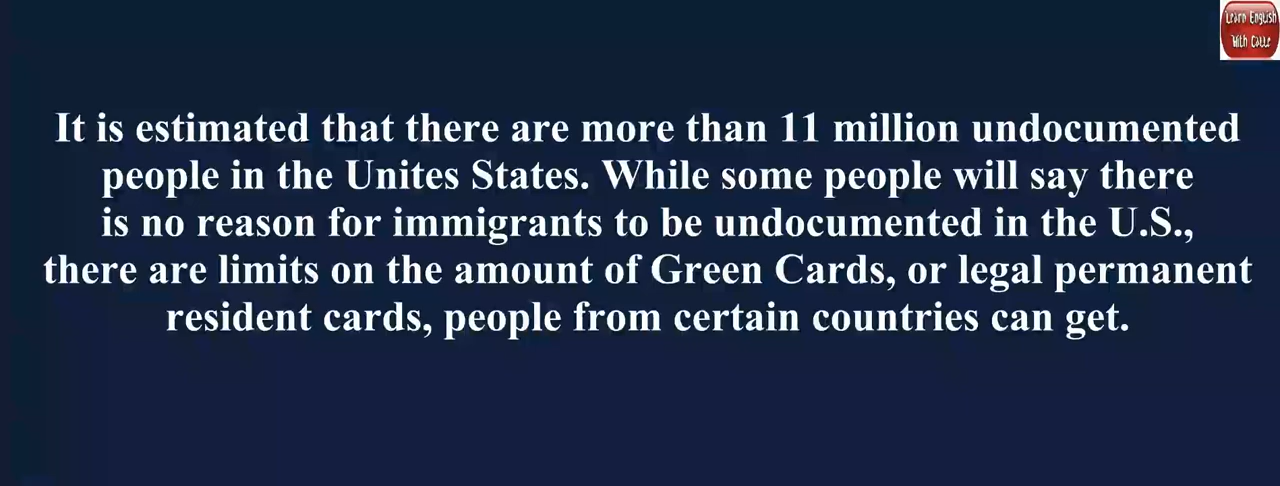 Learn English
With Cattc
It is estimated that there are more than 11 million undocumented
people in the Unites States. While some people will say there
is no reason for immigrants to be undocumented in the U.S.,
there are limits on the amount of Green Cards, or legal permanent
resident cards, people from certain countries can get.